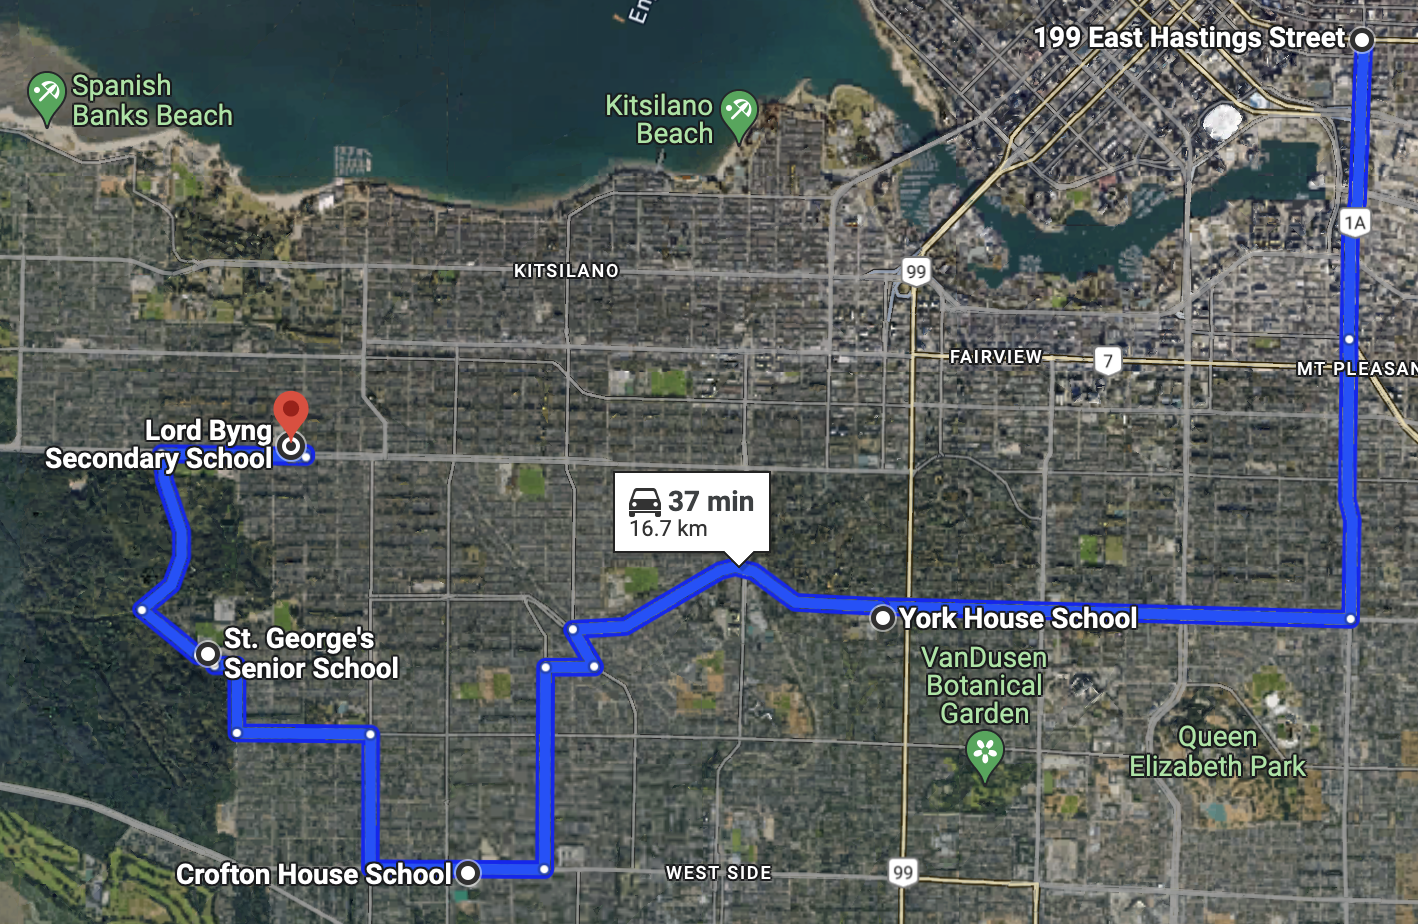 En
199 East Hastings Street
Spanish
Banks Beach
Kitsilano
Beach
1A
KITSILANO
99
FAIRVIEW
7
MT PLEASAN
Lord Byng
Secondary School
37 min
16.7 km
York House School
St. George's
Senior School
VanDusen
Botanical
Garden
Queen
Elizabeth Park
Crofton House School
WEST SIDE
99